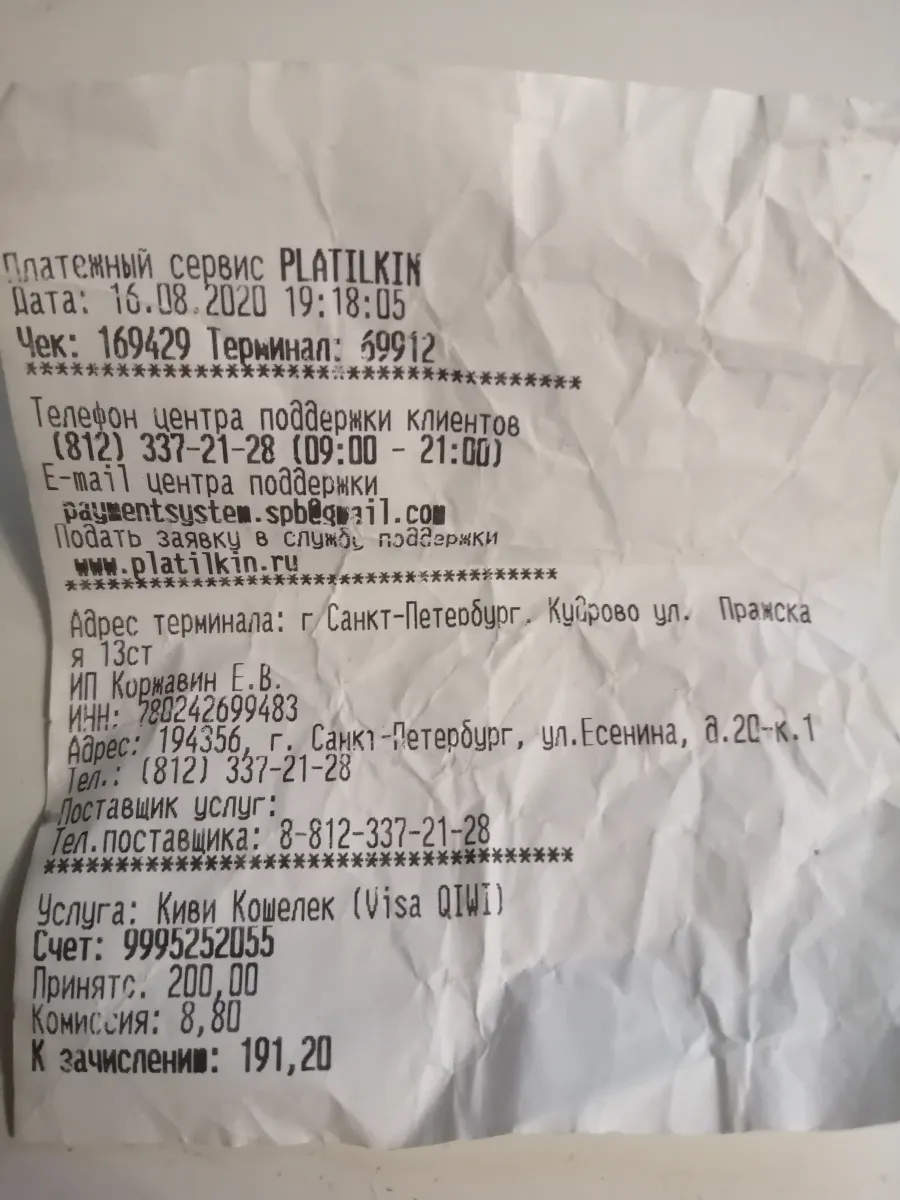 Платежный сервис PLATILKIN
Дата: 16.08.2020 19:18:05
Чек: 169429 Терминал: 69912
*************************************
Телефон центра поддержки клиентов
(812) 337-21-28 (09:00 - 21:00)
E-mail центра поддержки
paymentsystem.spb@gmail.com
Подать заявку в службу поддержки
www.platilkin.ru
*************************************
Адрес терминала: г Санкт-Петербург. Кудрово ул. Пражска
я 13ст
ИП Коржавин Е.В.
ИНН: 780242699483
Адрес: 194356, г. Санкт-Петербург, ул.Есенина, д.20-к.1
Тел.: (812) 337-21-28
Поставщик услуг:
Тел.поставщика: 8-812-337-21-28
*************************************
Услуга: Киви Кошелек (Visa QIWI)
Счет: 9995252055
Принято: 200,00
Комиссия: 8,80
К зачислению: 191,20